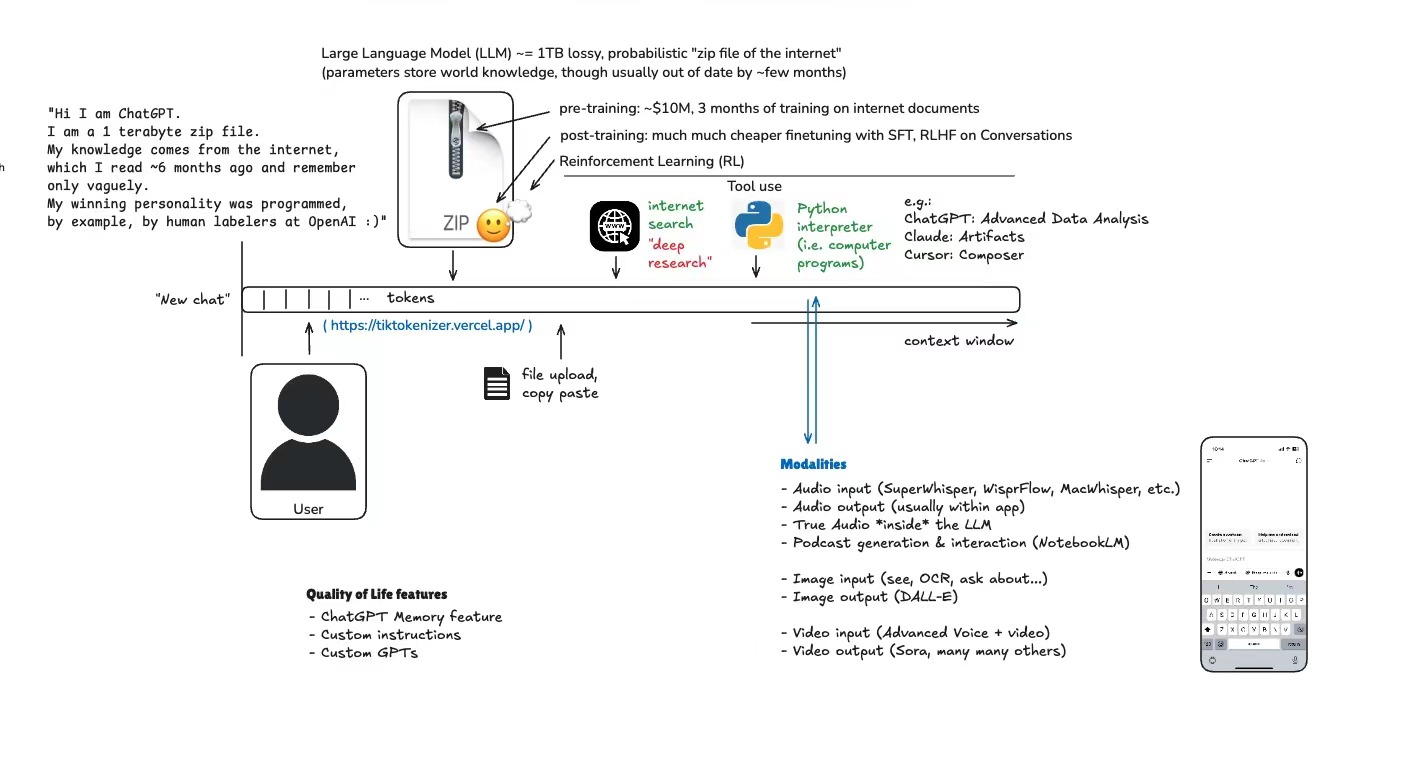 Large Language Model (LLM) ~= 1TB lossy, probabilistic "zip file of the internet"
(parameters store world knowledge, though usually out of date by ~few months)
"Hi I am ChatGPT.
I am a 1 terabyte zip file.
My knowledge comes from the internet,
which I read ~6 months ago and remember
only vaguely.
My winning personality was programmed,
by example, by human labelers at OpenAI :)"
h
ZIP
pre-training: ~$10M, 3 months of training on internet documents
post-training: much much cheaper finetuning with SFT, RLHF on Conversations
Reinforcement Learning (RL)
Tool use
www
internet
search
"deep
research"
Python
interpreter
(i.e. computer
programs)
e.g.:
ChatGPT: Advanced Data Analysis
Claude: Artifacts
Cursor: Composer
"New chat"
... tokens
( https://tiktokenizer.vercel.app/ )
context window
file upload,
copy paste
User
Quality of Life features
- ChatGPT Memory feature
- Custom instructions
- Custom GPTs
Modalities
- Audio input (SuperWhisper, WisprFlow, MacWhisper, etc.)
- Audio output (usually within app)
- True Audio *inside* the LLM
- Podcast generation & interaction (NotebookLM)
- Image input (see, OCR, ask about...)
- Image output (DALL-E)
- Video input (Advanced Voice + video)
- Video output (Sora, many many others)
10:14
ChatGPT
Message ChatGPT
Q W E R T Y U I O P
A S D F G H J K L
Z X C V B N M